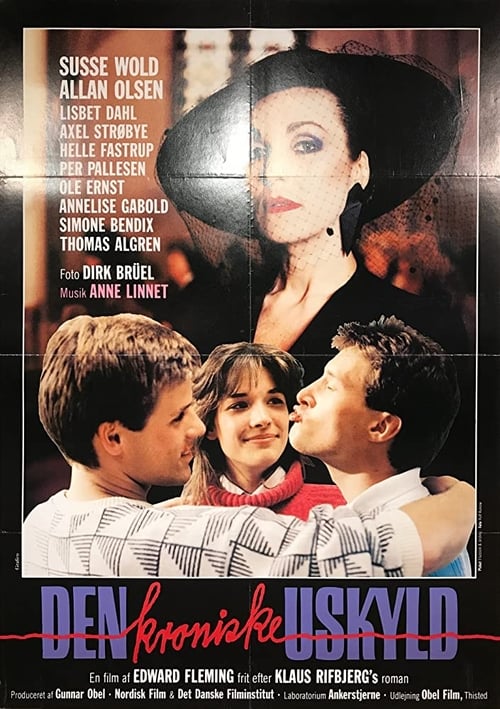 SUSSE WOLD
ALLAN OLSEN
LISBET DAHL
AXEL STRØBYE
HELLE FASTRUP
PER PALLESEN
OLE ERNST
ANNELISE GABOLD
SIMONE BENDIX
THOMAS ALGREN
Foto DIRK BRÜEL
Musik ANNE LINNET
DEN kroniske USKYLD
En film af EDWARD FLEMING frit efter KLAUS RIFBJERG's roman
Produceret af Gunnar Obel · Nordisk Film & Det Danske Filminstitut · Laboratorium Ankerstjerne · Udlejning Obel Film, Thisted